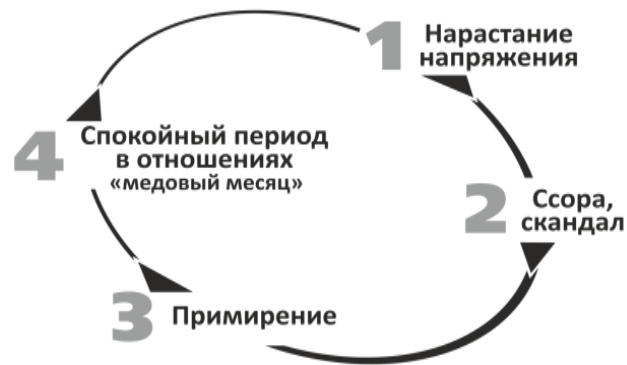 1 Нарастание
напряжения
2 Ссора,
скандал
3 Примирение
4 Спокойный период
в отношениях
«медовый месяц»